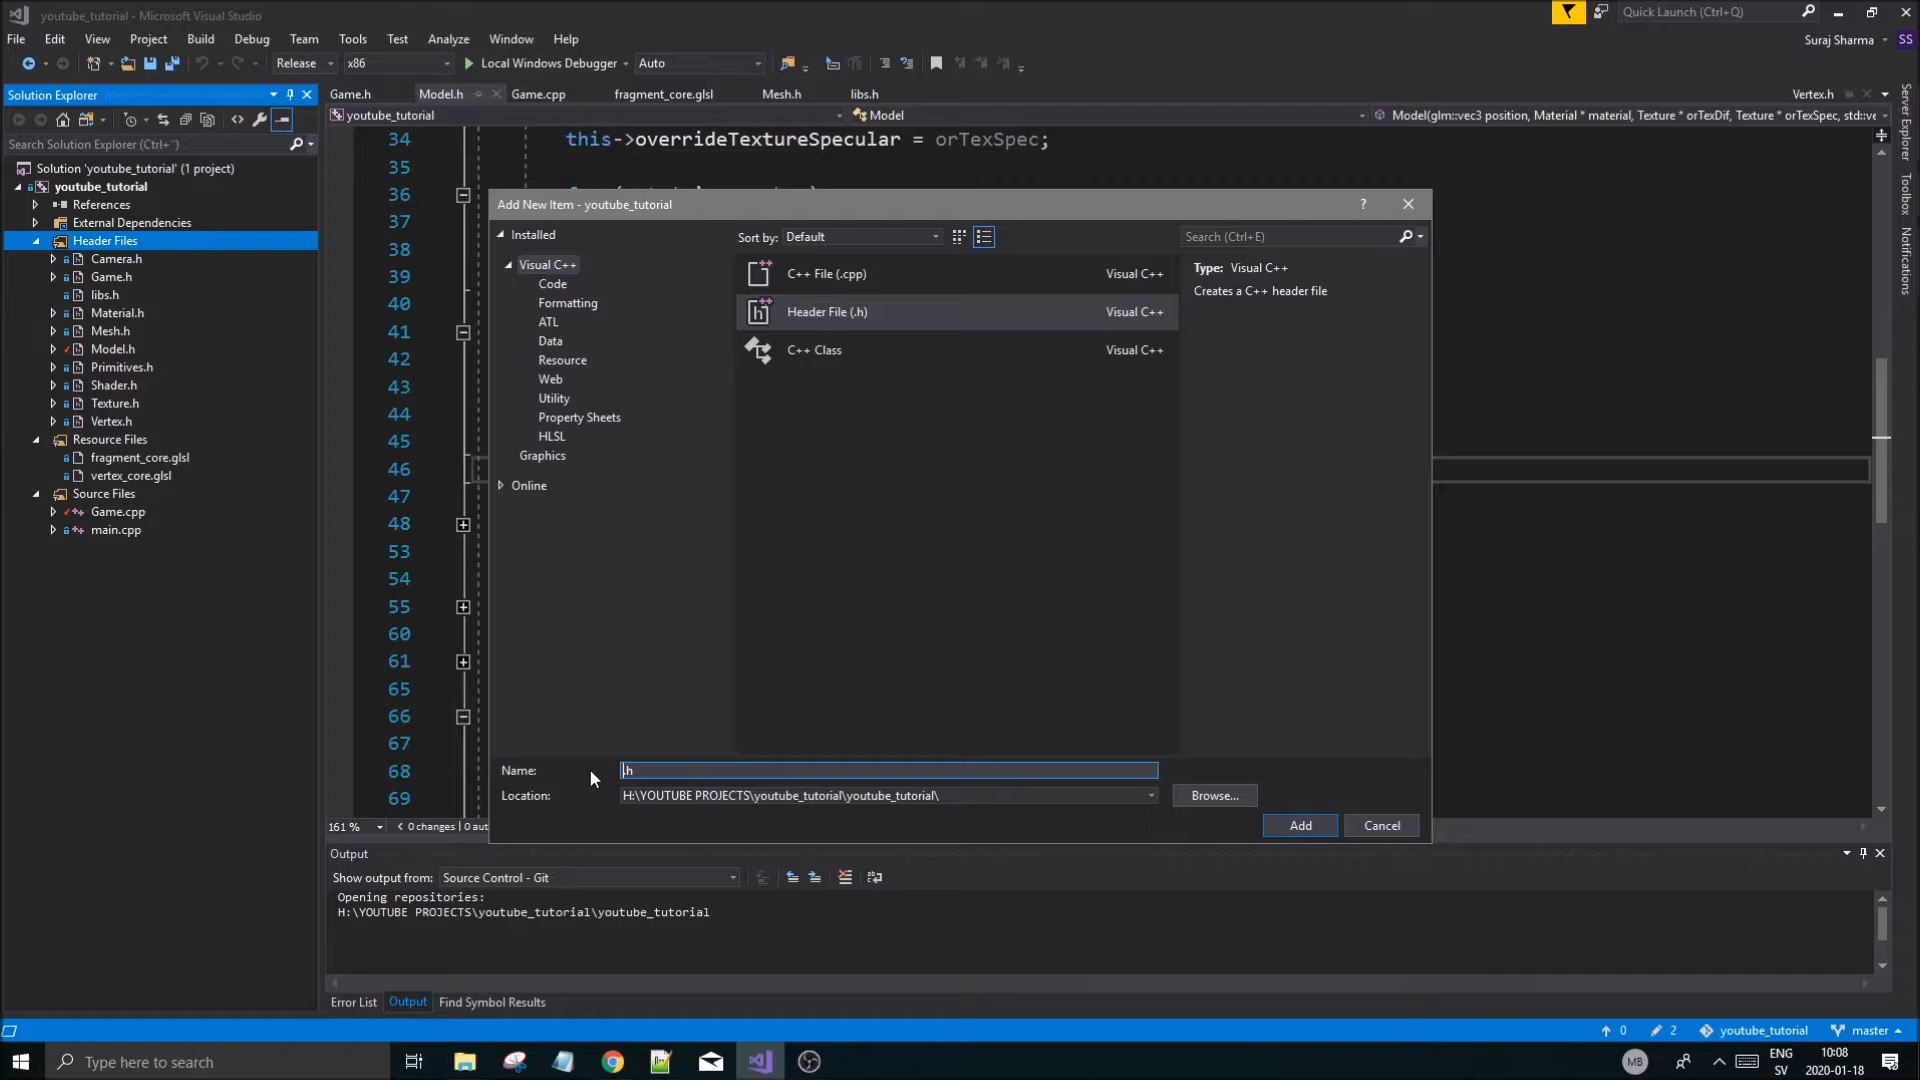 youtube_tutorial - Microsoft Visual Studio
Quick Launch (Ctrl+Q)
File Edit View Project Build Debug Team Tools Test Analyze Window Help
Suraj Sharma SS
Release x86 Local Windows Debugger Auto
Solution Explorer
Game.h Model.h Game.cpp fragment_core.glsl Mesh.h libs.h Vertex.h
youtube_tutorial Model Model(glm::vec3 position, Material * material, Texture * orTexDif, Texture * orTexSpec, std::ve
Search Solution Explorer (Ctrl+¨)
Solution 'youtube_tutorial' (1 project)
youtube_tutorial
References
External Dependencies
Header Files
Camera.h
Game.h
libs.h
Material.h
Mesh.h
Model.h
Primitives.h
Shader.h
Texture.h
Vertex.h
Resource Files
fragment_core.glsl
vertex_core.glsl
Source Files
Game.cpp
main.cpp
34 this->overrideTextureSpecular = orTexSpec;
35
36
37
38
39
40
41
42
43
44
45
46
47
48
53
54
55
60
61
65
66
67
68
69
Add New Item - youtube_tutorial
?
Installed
Sort by: Default
Search (Ctrl+E)
Visual C++
Code
Formatting
ATL
Data
Resource
Web
Utility
Property Sheets
HLSL
Graphics
Online
C++ File (.cpp) Visual C++
Header File (.h) Visual C++
C++ Class Visual C++
Type: Visual C++
Creates a C++ header file
Name: .h
Location: H:\YOUTUBE PROJECTS\youtube_tutorial\youtube_tutorial\
Browse...
Add Cancel
161 % 0 changes | 0 aut
Server Explorer
Toolbox
Notifications
Output
Show output from: Source Control - Git
Opening repositories:
H:\YOUTUBE PROJECTS\youtube_tutorial\youtube_tutorial
Error List Output Find Symbol Results
0 2 youtube_tutorial master
Type here to search
MB
ENG
SV
10:08
2020-01-18